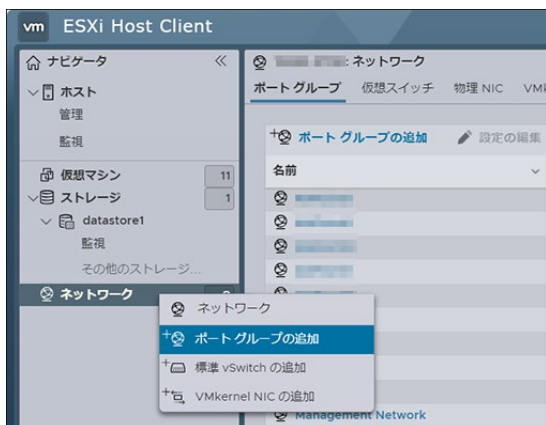 vm ESXi Host Client
ナビゲータ
ホスト
管理
監視
仮想マシン 11
ストレージ 1
datastore1
監視
その他のストレージ...
ネットワーク
: ネットワーク
ポート グループ 仮想スイッチ 物理 NIC
ポート グループの追加 設定の編集
名前
ネットワーク
ポート グループの追加
標準 vSwitch の追加
VMkernel NIC の追加
Management Network